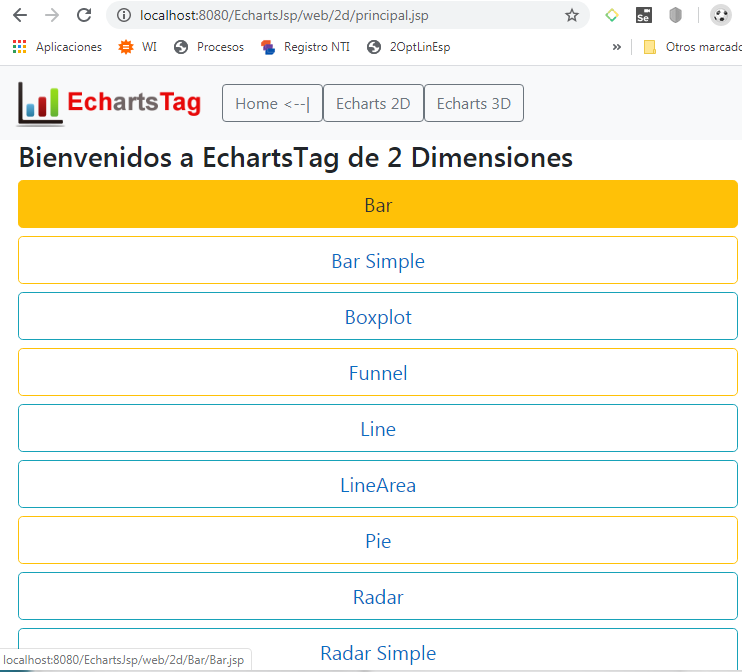 localhost:8080/EchartsJsp/web/2d/principal.jsp
Se
Aplicaciones WI Procesos Registro NTI 2OptLinEsp » Otros marcado
EchartsTag Home <--| Echarts 2D Echarts 3D
Bienvenidos a EchartsTag de 2 Dimensiones
Bar
Bar Simple
Boxplot
Funnel
Line
LineArea
Pie
Radar
Radar Simple
localhost:8080/EchartsJsp/web/2d/Bar/Bar.jsp